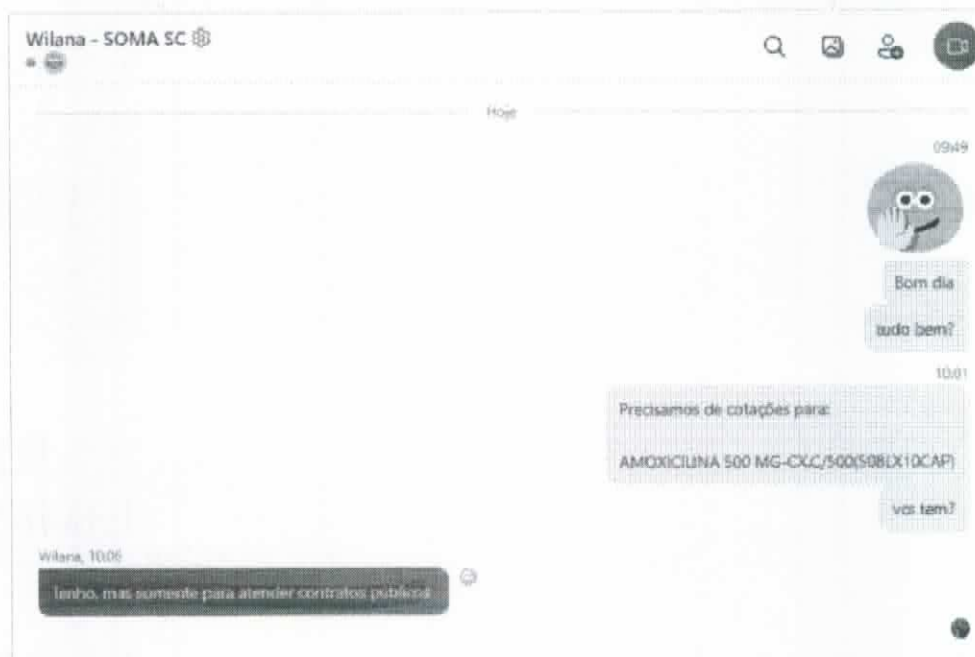 Wilana - SOMA SC
Hoje
09:49
Bom dia
tudo bem?
10:01
Precisamos de cotações para:
AMOXICILINA 500 MG-CX.C/500(50BLX10CAP)
vcs tem?
Wilana, 10:06
tenho, mas somente para atender contratos publicos